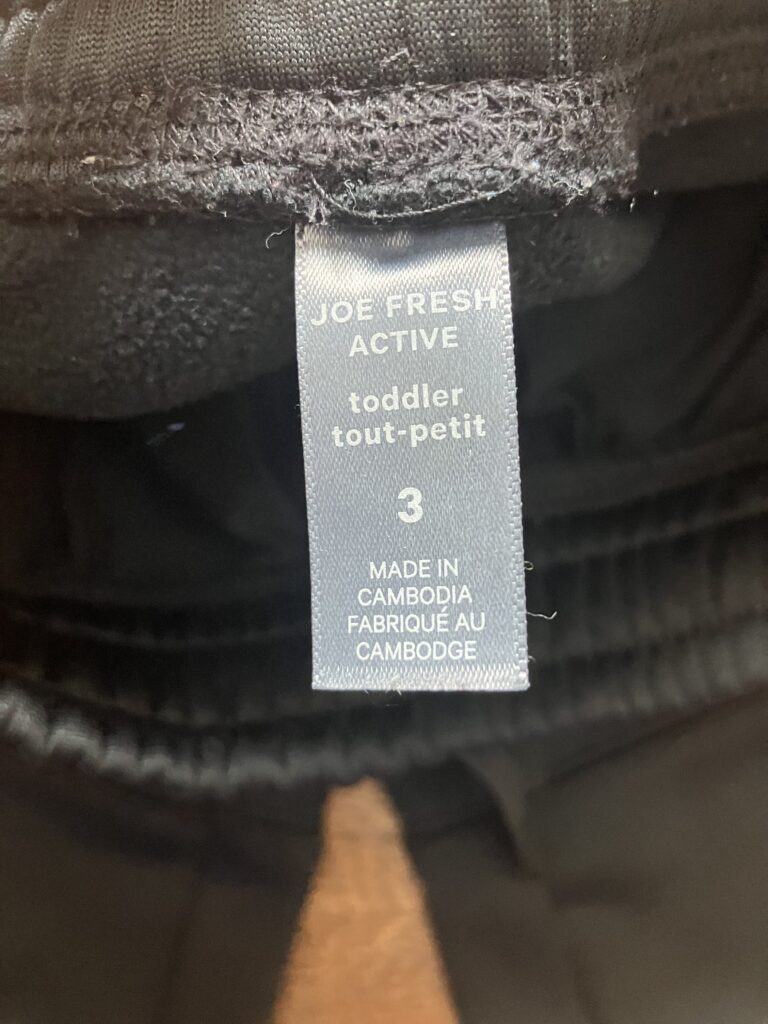 JOE FRESH
ACTIVE
toddler
tout-petit
3
MADE IN
CAMBODIA
FABRIQUÉ AU
CAMBODGE